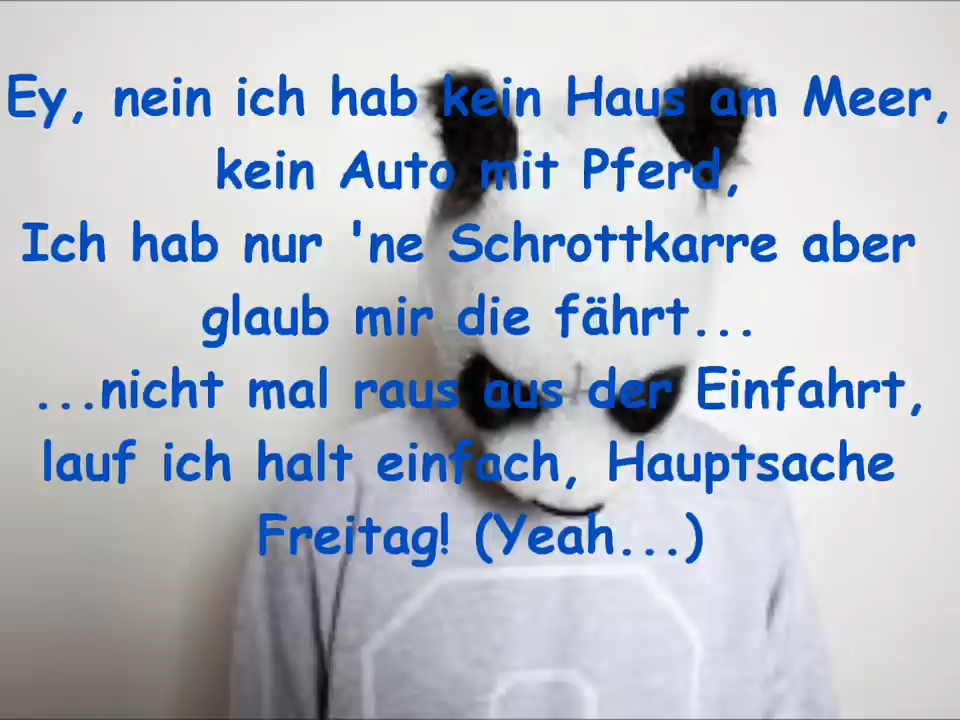 Ey, nein ich hab kein Haus am Meer,
kein Auto mit Pferd,
Ich hab nur 'ne Schrottkarre aber
glaub mir die fährt...
...nicht mal raus aus der Einfahrt,
lauf ich halt einfach, Hauptsache
Freitag! (Yeah...)